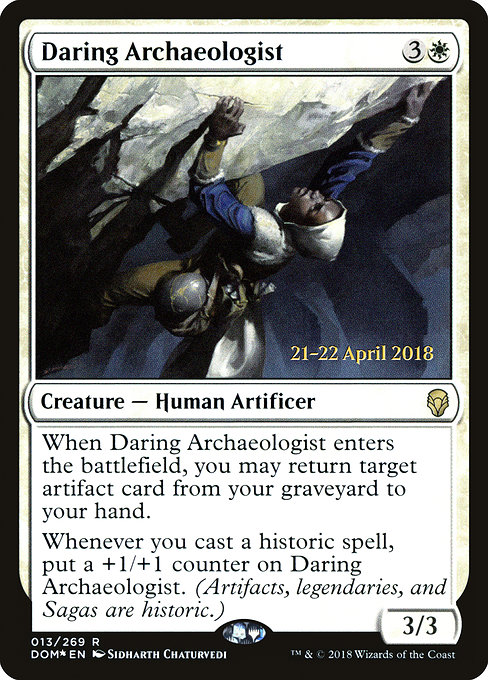 Daring Archaeologist 3
21–22 April 2018
Creature — Human Artificer
When Daring Archaeologist enters
the battlefield, you may return target
artifact card from your graveyard to
your hand.
Whenever you cast a historic spell,
put a +1/+1 counter on Daring
Archaeologist. (Artifacts, legendaries, and
Sagas are historic.)
3/3
013/269 R
DOM★EN Sidharth Chaturvedi
™ & © 2018 Wizards of the Coast